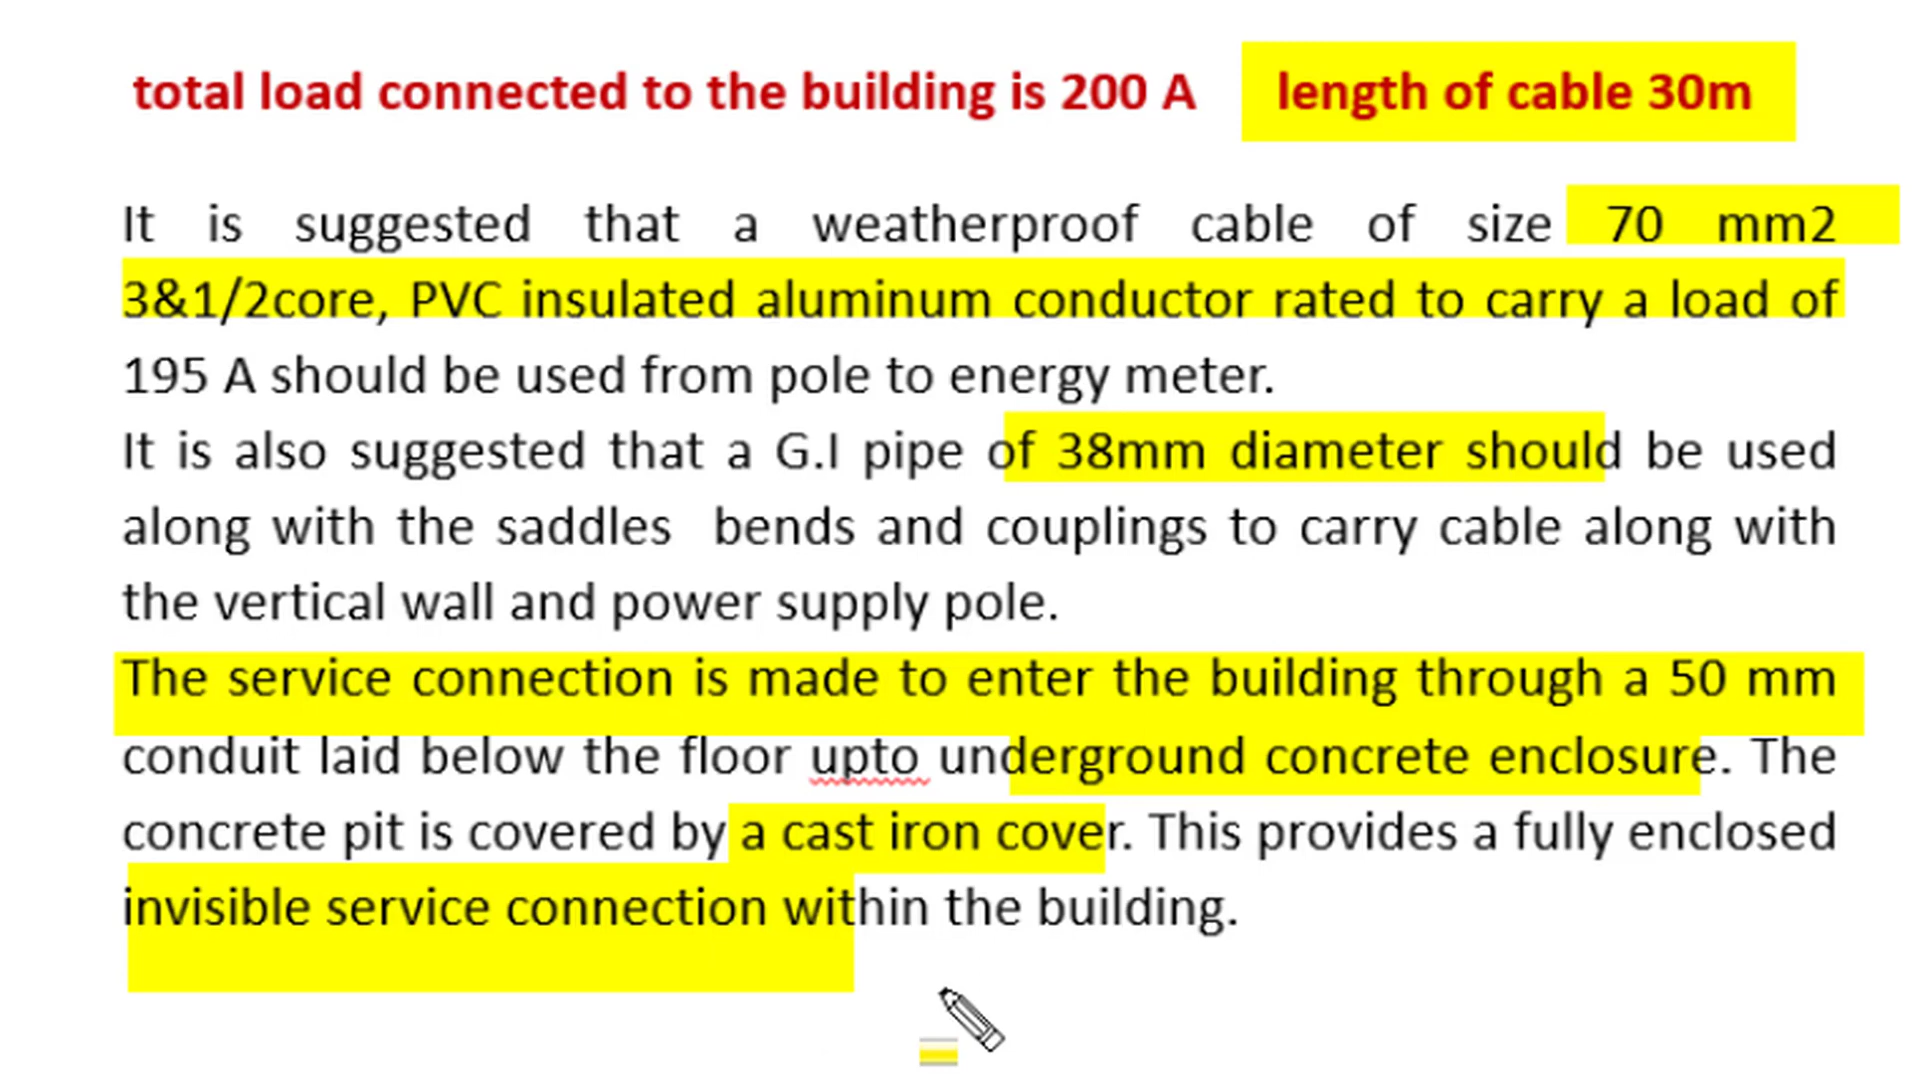 total load connected to the building is 200 A length of cable 30m
It is suggested that a weatherproof cable of size 70 mm2
3&1/2core, PVC insulated aluminum conductor rated to carry a load of
195 A should be used from pole to energy meter.
It is also suggested that a G.I pipe of 38mm diameter should be used
along with the saddles bends and couplings to carry cable along with
the vertical wall and power supply pole.
The service connection is made to enter the building through a 50 mm
conduit laid below the floor upto underground concrete enclosure. The
concrete pit is covered by a cast iron cover. This provides a fully enclosed
invisible service connection within the building.